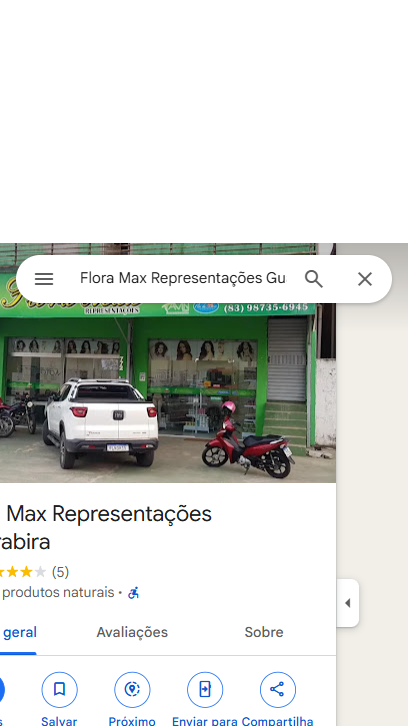 Flora Max Representações Gu
REPRESENTAÇÕES
(83) 98735-6945
Max Representações
rabira
(5)
produtos naturais ·
geral
Avaliações
Sobre
s
Salvar
Próximo
Enviar para
Compartilha